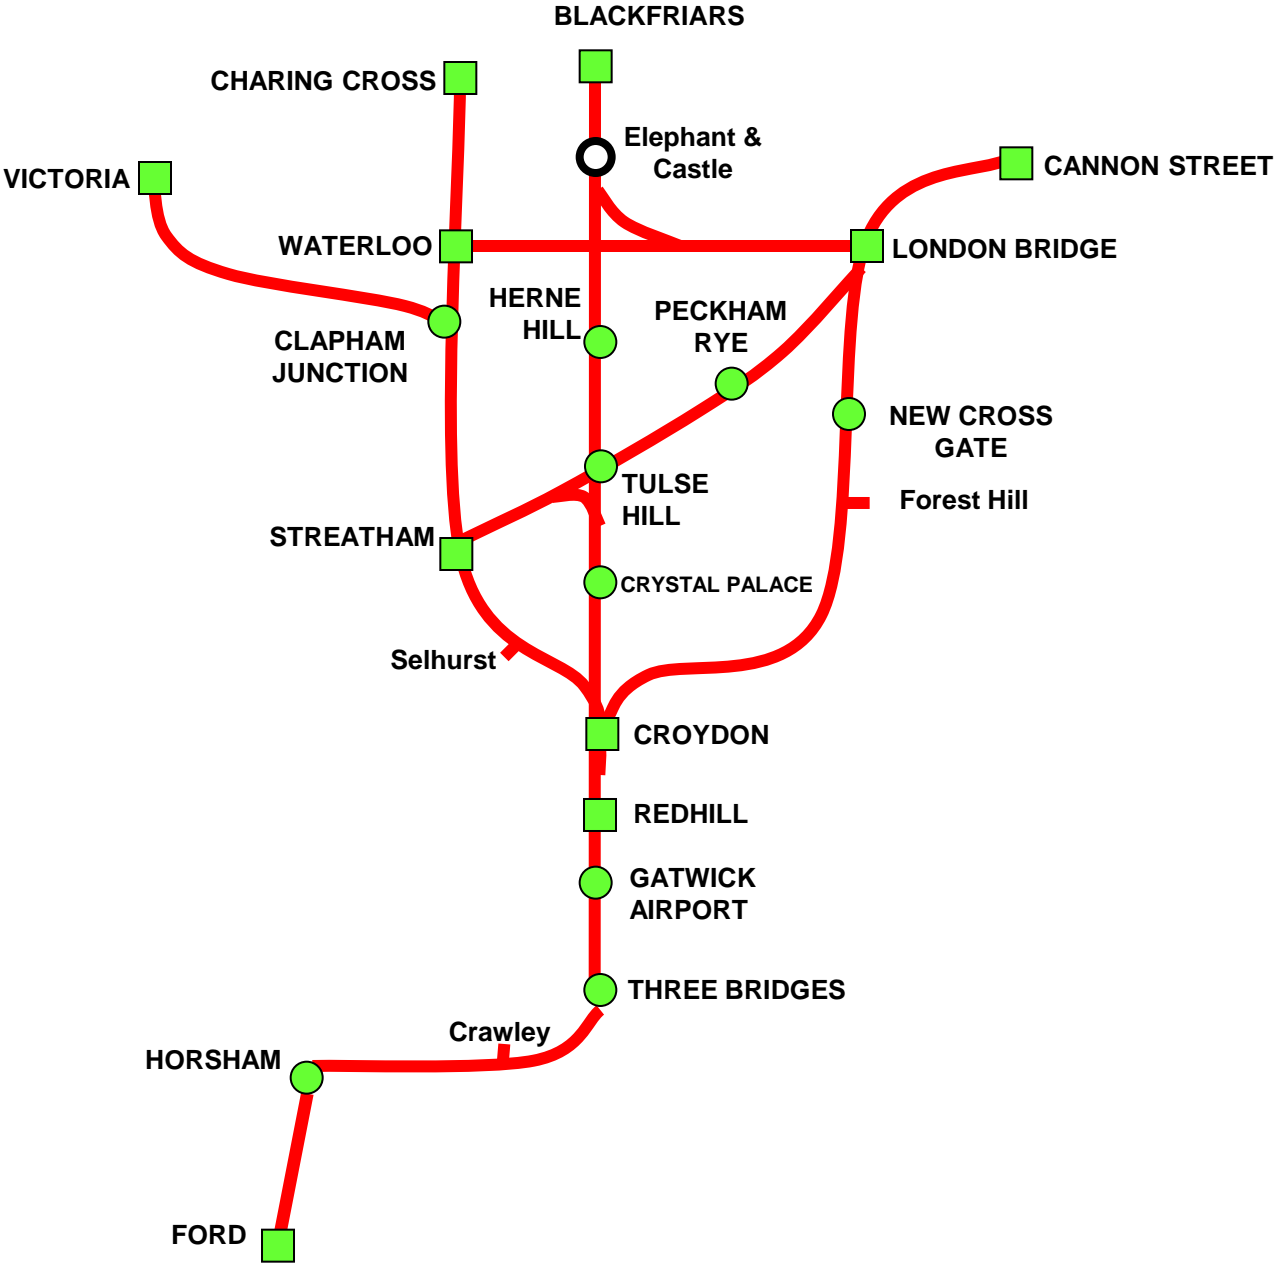 BLACKFRIARS
CHARING CROSS
Elephant &
Castle
CANNON STREET
VICTORIA
WATERLOO
LONDON BRIDGE
HERNE
HILL
PECKHAM
RYE
CLAPHAM
JUNCTION
NEW CROSS
GATE
TULSE
HILL
Forest Hill
STREATHAM
CRYSTAL PALACE
Selhurst
CROYDON
REDHILL
GATWICK
AIRPORT
THREE BRIDGES
Crawley
HORSHAM
FORD